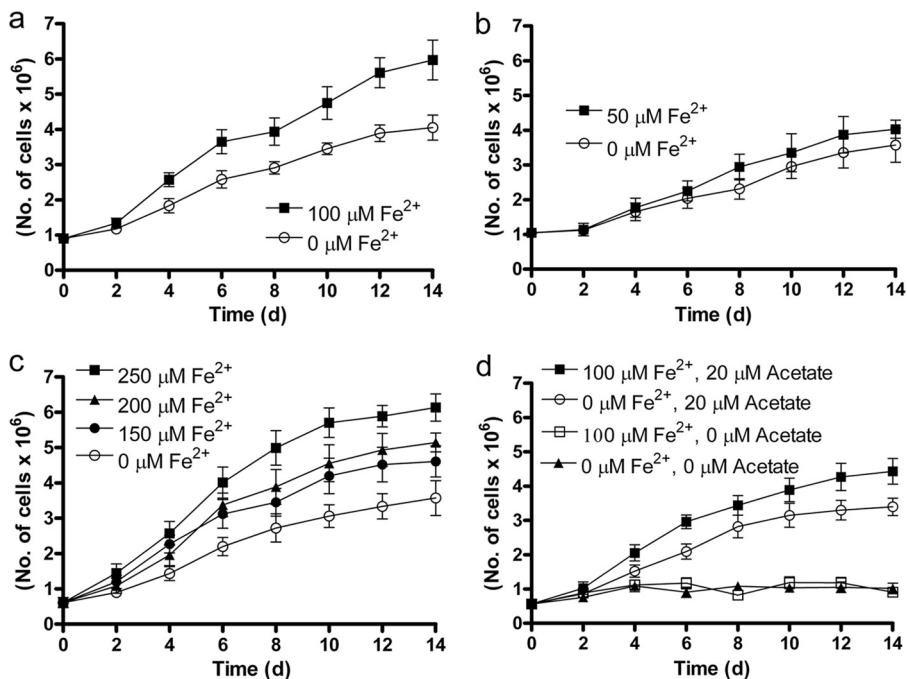 a
(No. of cells x 10⁶)
7
6
5
4
3
2
1
0
100 μM Fe²⁺
0 μM Fe²⁺
0 2 4 6 8 10 12 14
Time (d)
b
(No. of cells x 10⁶)
7
6
5
4
3
2
1
0
50 μM Fe²⁺
0 μM Fe²⁺
0 2 4 6 8 10 12 14
Time (d)
c
(No. of cells x 10⁶)
7
6
5
4
3
2
1
0
250 μM Fe²⁺
200 μM Fe²⁺
150 μM Fe²⁺
0 μM Fe²⁺
0 2 4 6 8 10 12 14
Time (d)
d
(No. of cells x 10⁶)
7
6
5
4
3
2
1
0
100 μM Fe²⁺, 20 μM Acetate
0 μM Fe²⁺, 20 μM Acetate
100 μM Fe²⁺, 0 μM Acetate
0 μM Fe²⁺, 0 μM Acetate
0 2 4 6 8 10 12 14
Time (d)